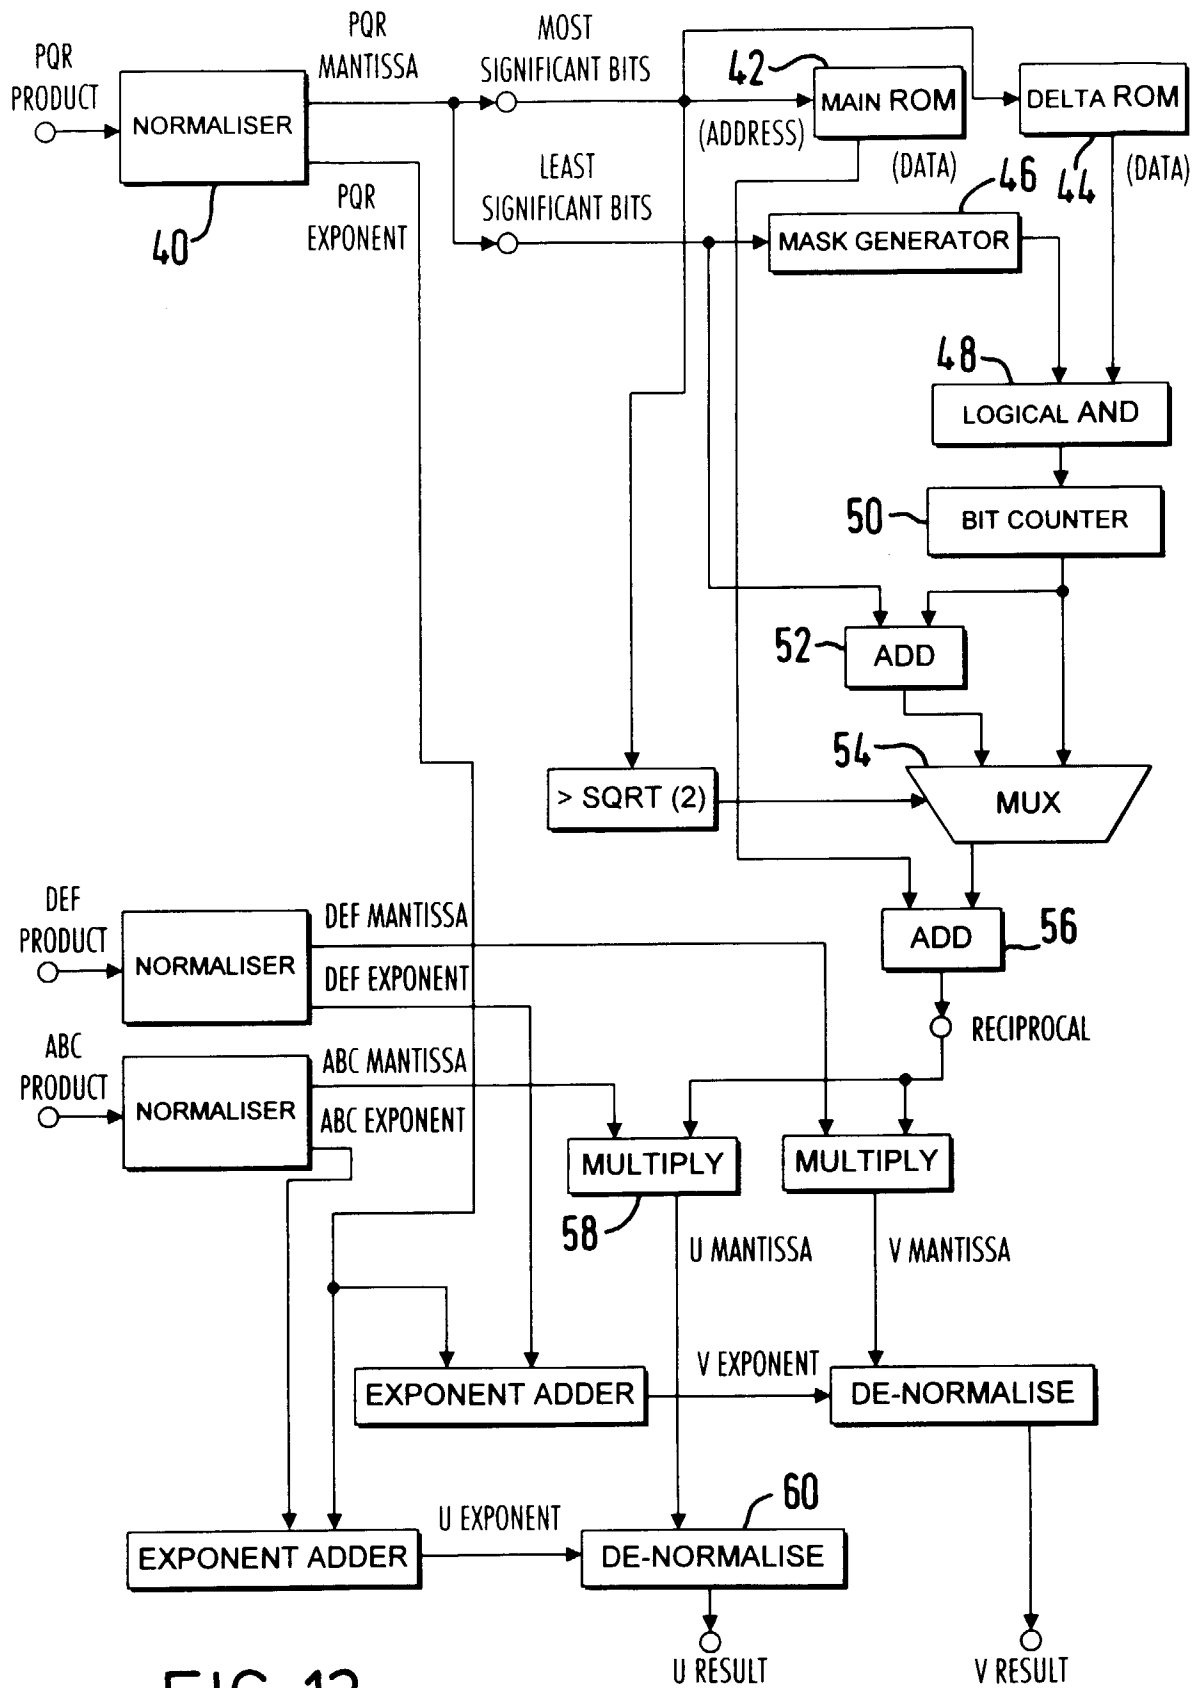 PQR
PRODUCT
NORMALISER
40
PQR
MANTISSA
PQR
EXPONENT
MOST
SIGNIFICANT BITS
LEAST
SIGNIFICANT BITS
(ADDRESS)
42
MAIN ROM
(DATA)
DELTA ROM
44
(DATA)
46
MASK GENERATOR
48
LOGICAL AND
50
BIT COUNTER
52
ADD
54
MUX
> SQRT (2)
ADD
56
RECIPROCAL
DEF
PRODUCT
NORMALISER
DEF MANTISSA
DEF EXPONENT
ABC
PRODUCT
NORMALISER
ABC MANTISSA
ABC EXPONENT
MULTIPLY
58
MULTIPLY
U MANTISSA
V MANTISSA
EXPONENT ADDER
V EXPONENT
DE-NORMALISE
EXPONENT ADDER
U EXPONENT
60
DE-NORMALISE
U RESULT
V RESULT